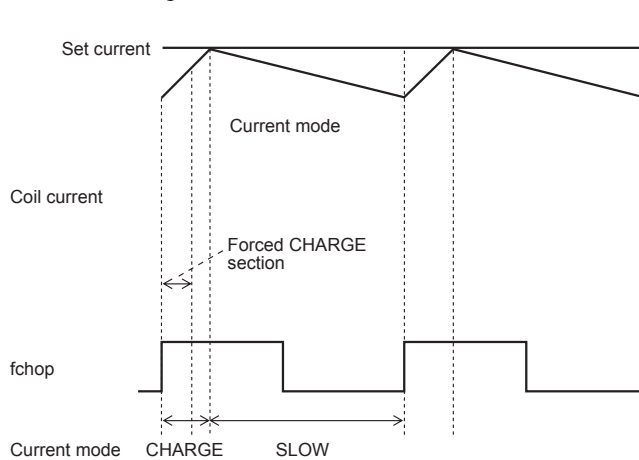 Set current
Current mode
Coil current
Forced CHARGE
section
fchop
Current mode CHARGE SLOW